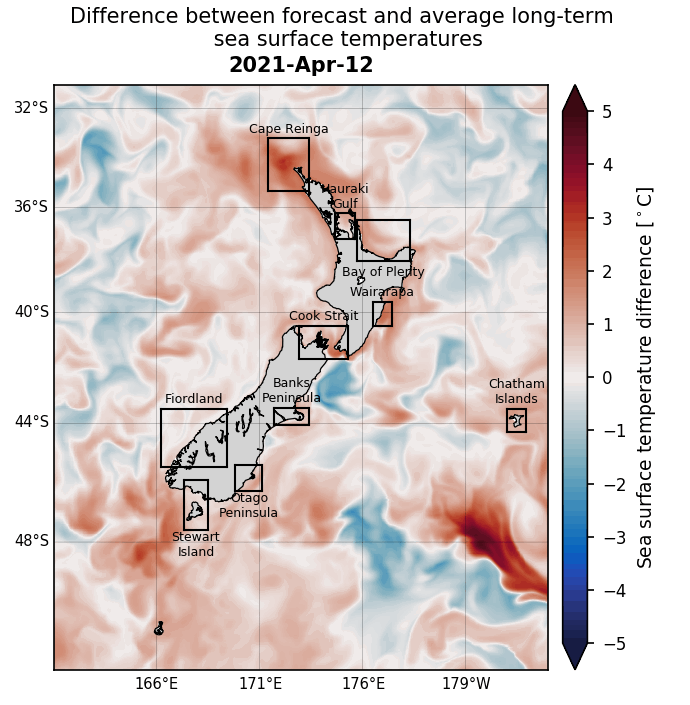 Difference between forecast and average long-term
sea surface temperatures
2021-Apr-12
32°S
36°S
40°S
44°S
48°S
Cape Reinga
Hauraki
Gulf
Bay of Plenty
Wairarapa
Cook Strait
Banks
Peninsula
Chatham
Islands
Fiordland
Otago
Peninsula
Stewart
Island
166°E
171°E
176°E
179°W
5
4
3
2
1
0
−1
−2
−3
−4
−5
Sea surface temperature difference [°C]